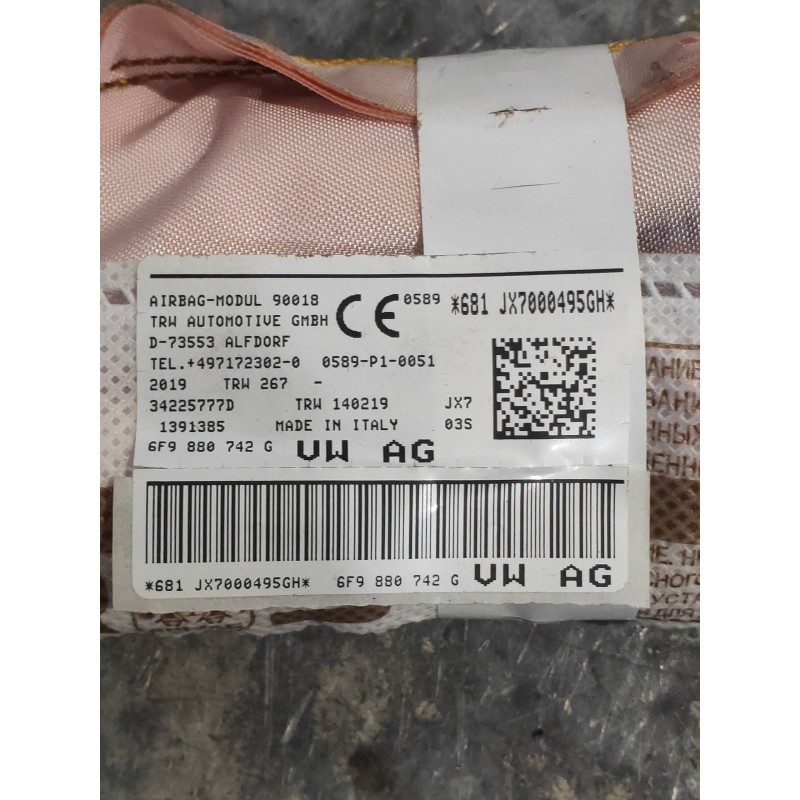 AIRBAG-MODUL 90018 CE 0589 *681 JX7000495GH*
TRW AUTOMOTIVE GMBH
D-73553 ALFDORF
TEL.+497172302-0 0589-P1-0051
2019 TRW 267 -
34225777D TRW 140219 JX7
1391385 MADE IN ITALY 03S
6F9 880 742 G VW AG
*681 JX7000495GH* 6F9 880 742 G VW AG